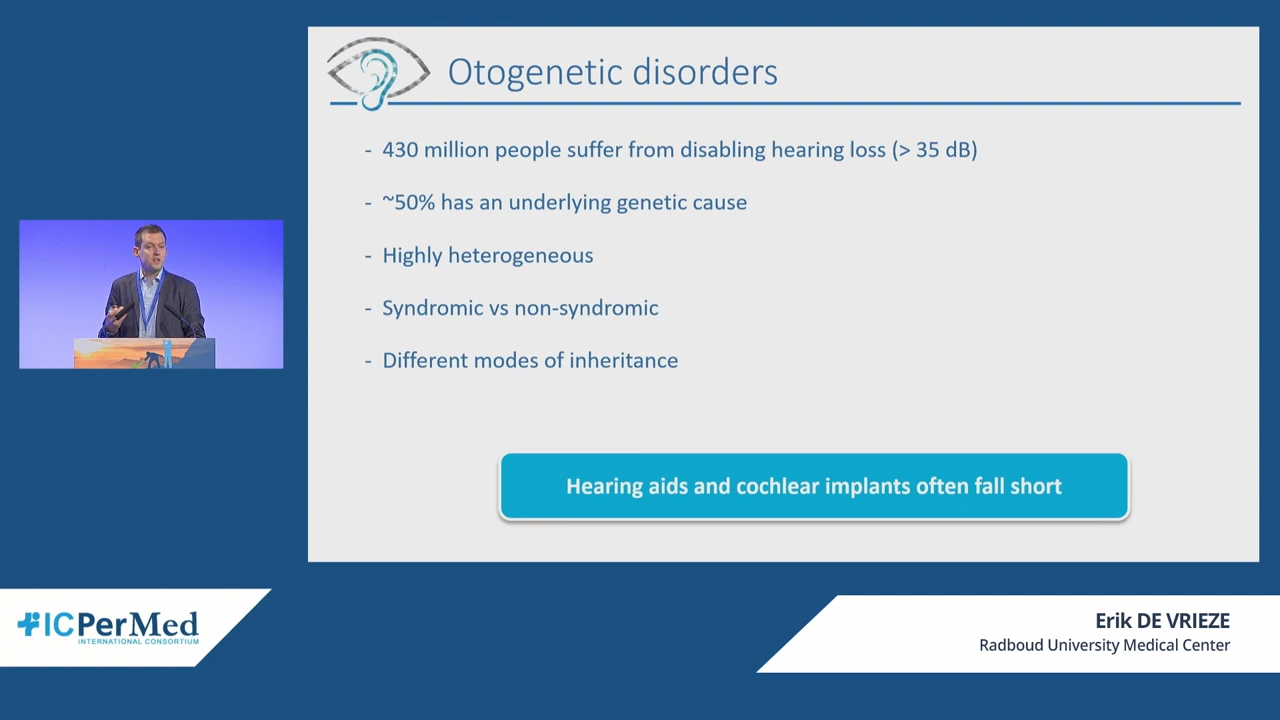 Otogenetic disorders
- 430 million people suffer from disabling hearing loss (> 35 dB)
- ~50% has an underlying genetic cause
- Highly heterogeneous
- Syndromic vs non-syndromic
- Different modes of inheritance
Hearing aids and cochlear implants often fall short
ICPerMed
INTERNATIONAL CONSORTIUM
Erik DE VRIEZE
Radboud University Medical Center